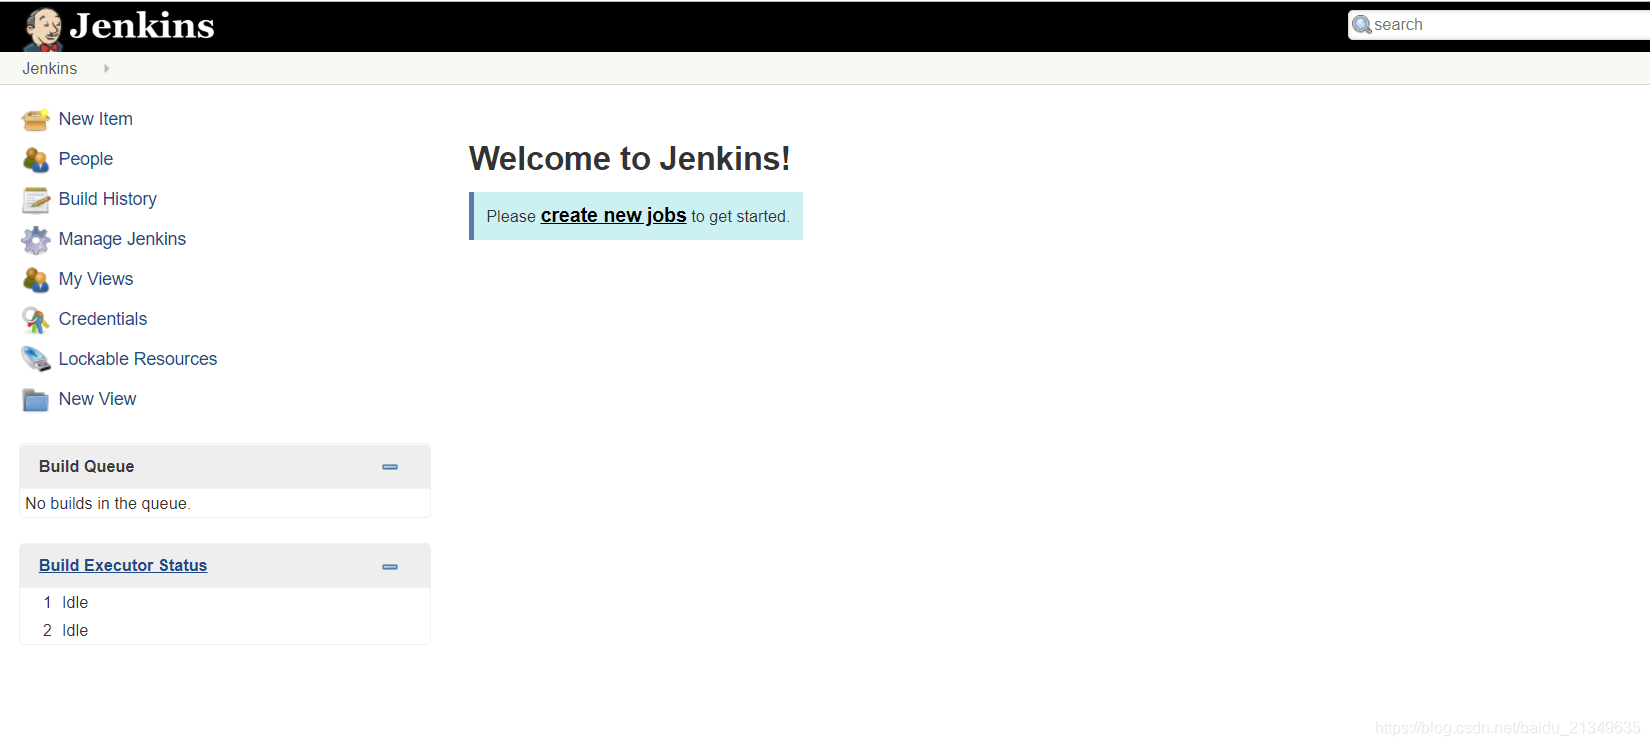 Jenkins
search
Jenkins
New Item
People
Build History
Manage Jenkins
My Views
Credentials
Lockable Resources
New View
Welcome to Jenkins!
Please create new jobs to get started.
Build Queue
No builds in the queue.
Build Executor Status
1 Idle
2 Idle
https://blog.csdn.net/baidu_21349635